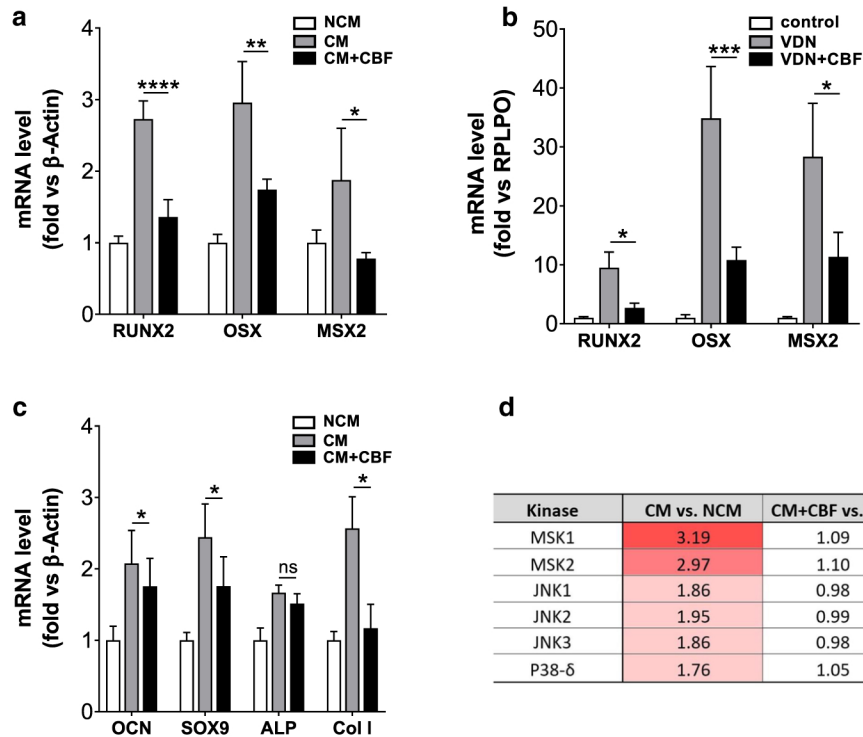 a
NCM
CM
CM+CBF
mRNA level
(fold vs β-Actin)
4
3
2
1
0
****
**
*
RUNX2 OSX MSX2
b
control
VDN
VDN+CBF
mRNA level
(fold vs RPLPO)
50
40
30
20
10
0
*
***
*
RUNX2 OSX MSX2
c
NCM
CM
CM+CBF
mRNA level
(fold vs β-Actin)
4
3
2
1
0
*
*
ns
*
OCN SOX9 ALP Col I
d
Kinase CM vs. NCM CM+CBF vs.
MSK1 3.19 1.09
MSK2 2.97 1.10
JNK1 1.86 0.98
JNK2 1.95 0.99
JNK3 1.86 0.98
P38-δ 1.76 1.05